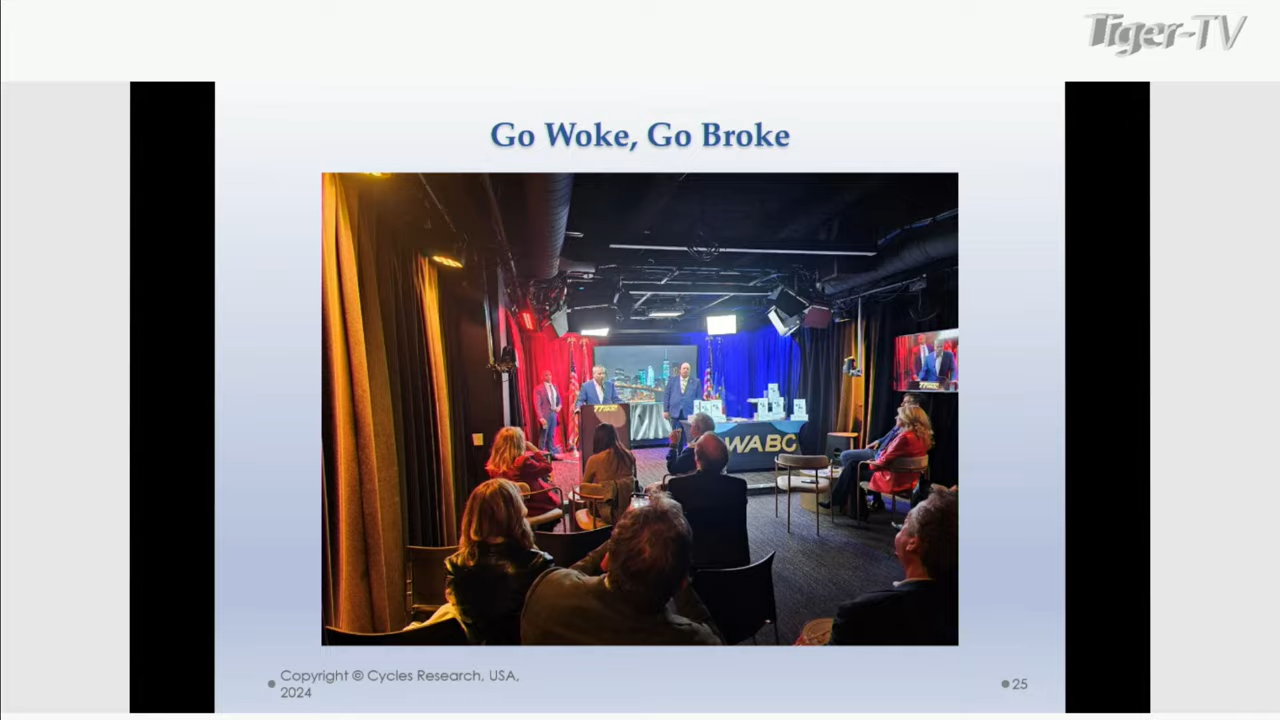 Tiger-TV
Go Woke, Go Broke
WABC
Copyright © Cycles Research, USA,
2024
25